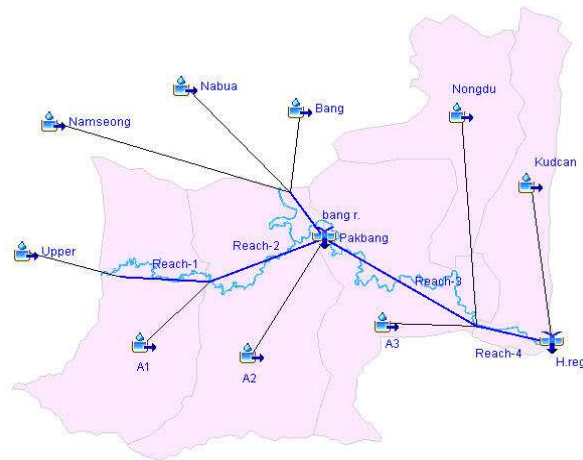 Nabua
Nongdu
Bang
Namseong
Kudcan
bang r.
Pakbang
Reach-2
Upper
Reach-1
Reach-3
A3
Reach-4
A1
H.reg
A2